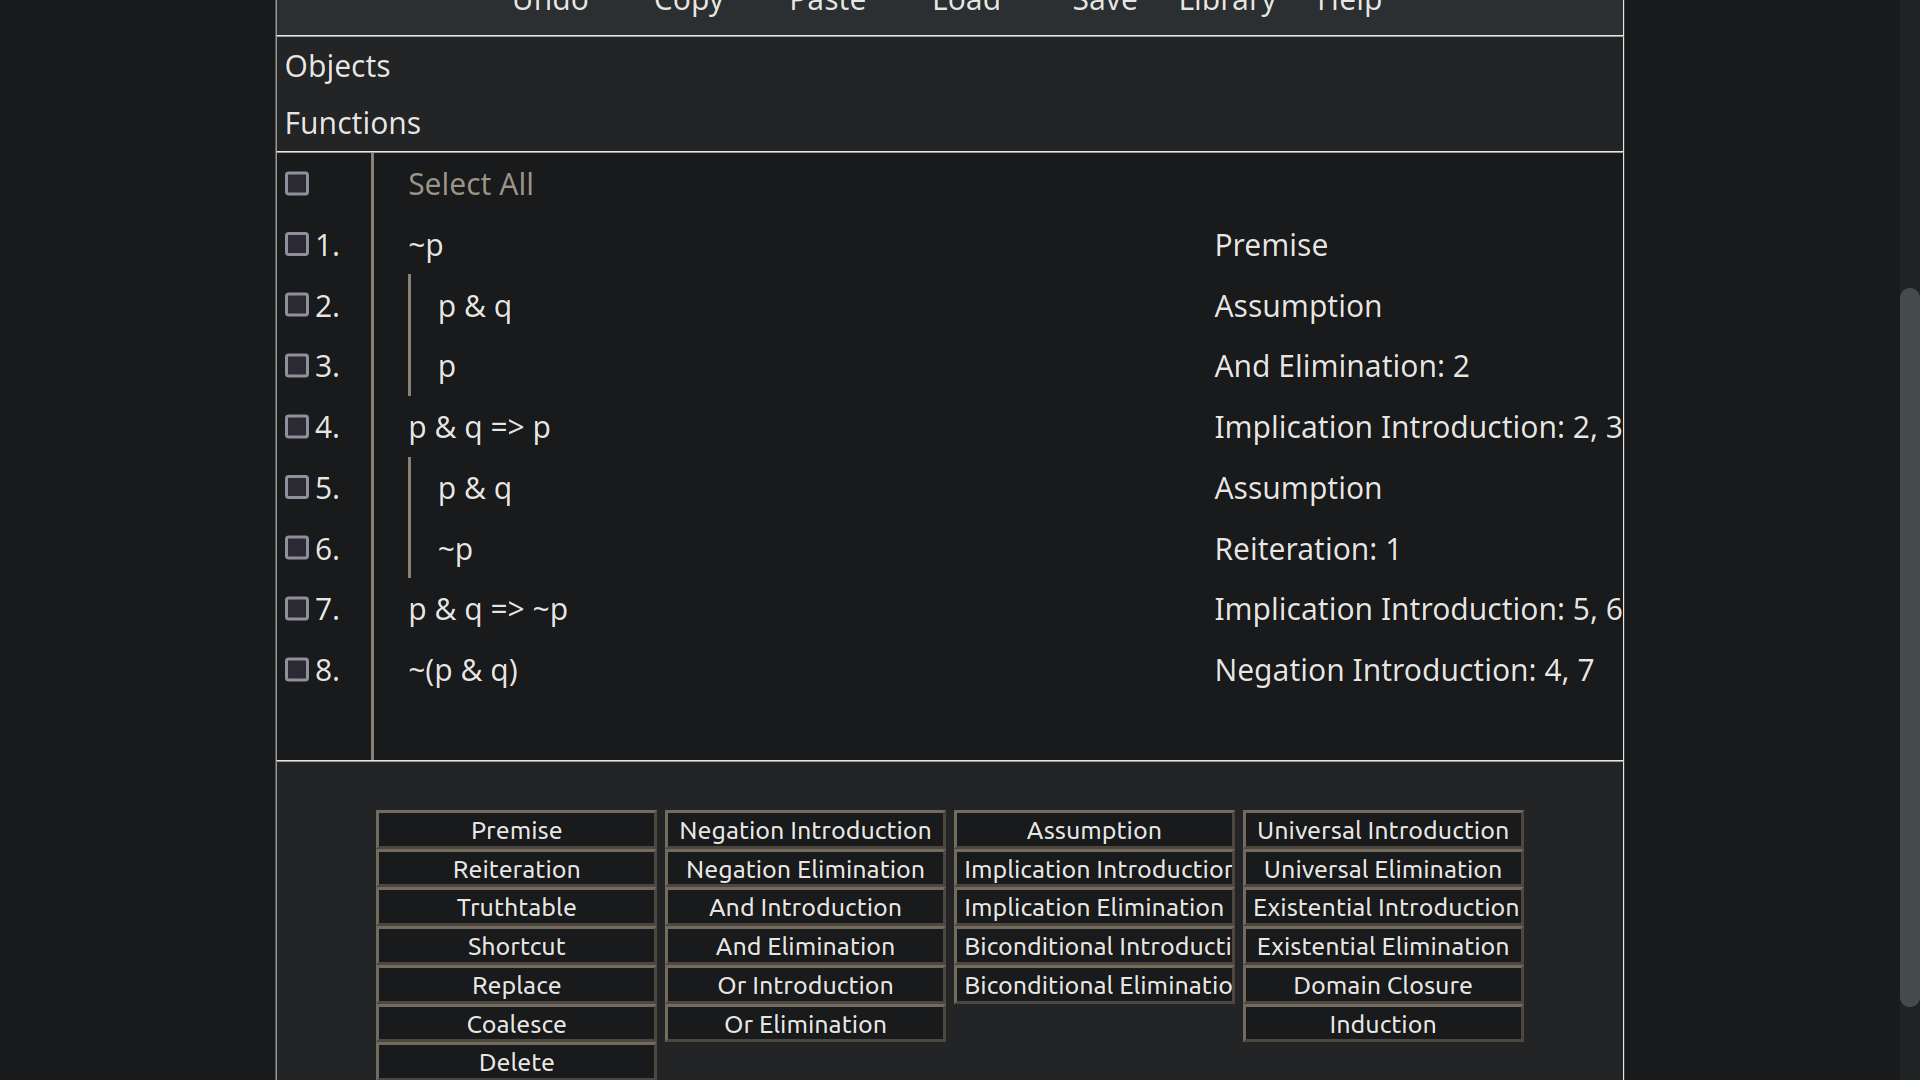 Undo Copy Paste Load Save Library Help
Objects
Functions
Select All
1. ~p Premise
2. p & q Assumption
3. p And Elimination: 2
4. p & q => p Implication Introduction: 2, 3
5. p & q Assumption
6. ~p Reiteration: 1
7. p & q => ~p Implication Introduction: 5, 6
8. ~(p & q) Negation Introduction: 4, 7
Premise Negation Introduction Assumption Universal Introduction
Reiteration Negation Elimination Implication Introduction Universal Elimination
Truthtable And Introduction Implication Elimination Existential Introduction
Shortcut And Elimination Biconditional Introducti Existential Elimination
Replace Or Introduction Biconditional Eliminatio Domain Closure
Coalesce Or Elimination Induction
Delete